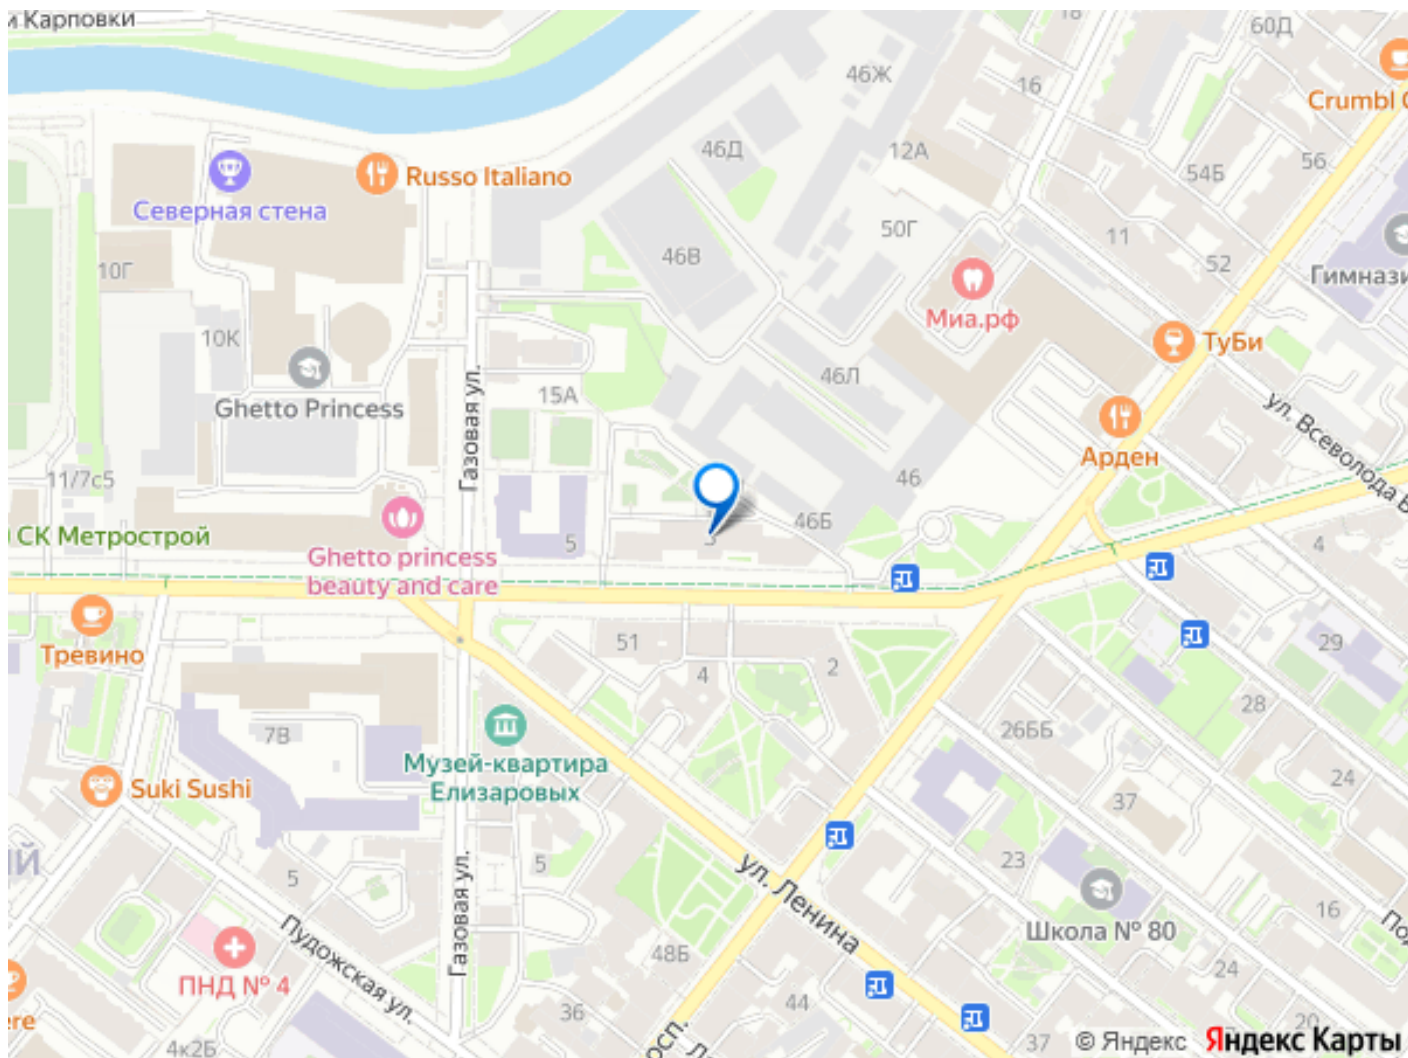 и Карповки
18
60Д
46Ж
16
Crumbl C
46Д
12А
56
Russo Italiano
54Б
Северная стена
50Г
11
46В
52
10Г
Гимнази
Миа.рф
10К
ТуБи
46Л
15А
Ghetto Princess
Газовая ул.
ул. Всеволода В
Арден
11/7с5
46
46Б
СК Метрострой
5
4
Ghetto princess
beauty and care
Тревино
51
2
29
4
28
26ББ
7В
Музей-квартира
Елизаровых
Suki Sushi
24
37
ИЙ
5
5
23
ул. Ленина
Газовая ул.
16
Школа № 80
Пудожская ул.
48Б
ПНД № 4
24
44
36
ere
просп.
20
37
4к2Б
© Яндекс
Яндекс Карты